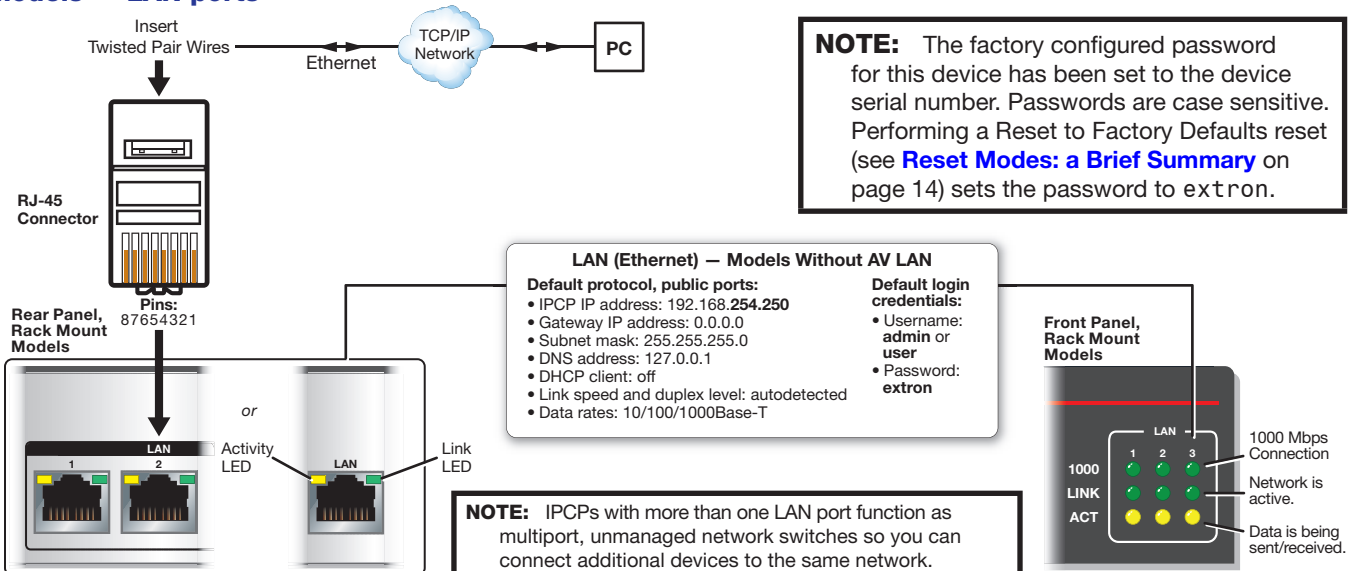 Insert
Twisted Pair Wires
Ethernet
TCP/IP
Network
PC
NOTE: The factory configured password
for this device has been set to the device
serial number. Passwords are case sensitive.
Performing a Reset to Factory Defaults reset
(see Reset Modes: a Brief Summary on
page 14) sets the password to extron.
RJ-45
Connector
Pins:
87654321
Rear Panel,
Rack Mount
Models
LAN
1
2
or
Activity
LED
LAN
Link
LED
LAN (Ethernet) — Models Without AV LAN
Default protocol, public ports:
• IPCP IP address: 192.168.254.250
• Gateway IP address: 0.0.0.0
• Subnet mask: 255.255.255.0
• DNS address: 127.0.0.1
• DHCP client: off
• Link speed and duplex level: autodetected
• Data rates: 10/100/1000Base-T
Default login
credentials:
• Username:
admin or
user
• Password:
extron
NOTE: IPCPs with more than one LAN port function as
multiport, unmanaged network switches so you can
connect additional devices to the same network.
Front Panel,
Rack Mount
Models
LAN
1 2 3
1000
LINK
ACT
1000 Mbps
Connection
Network is
active.
Data is being
sent/received.